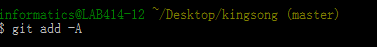 informatics@LAB414-12 ~/Desktop/kingsong (master)
$ git add -A